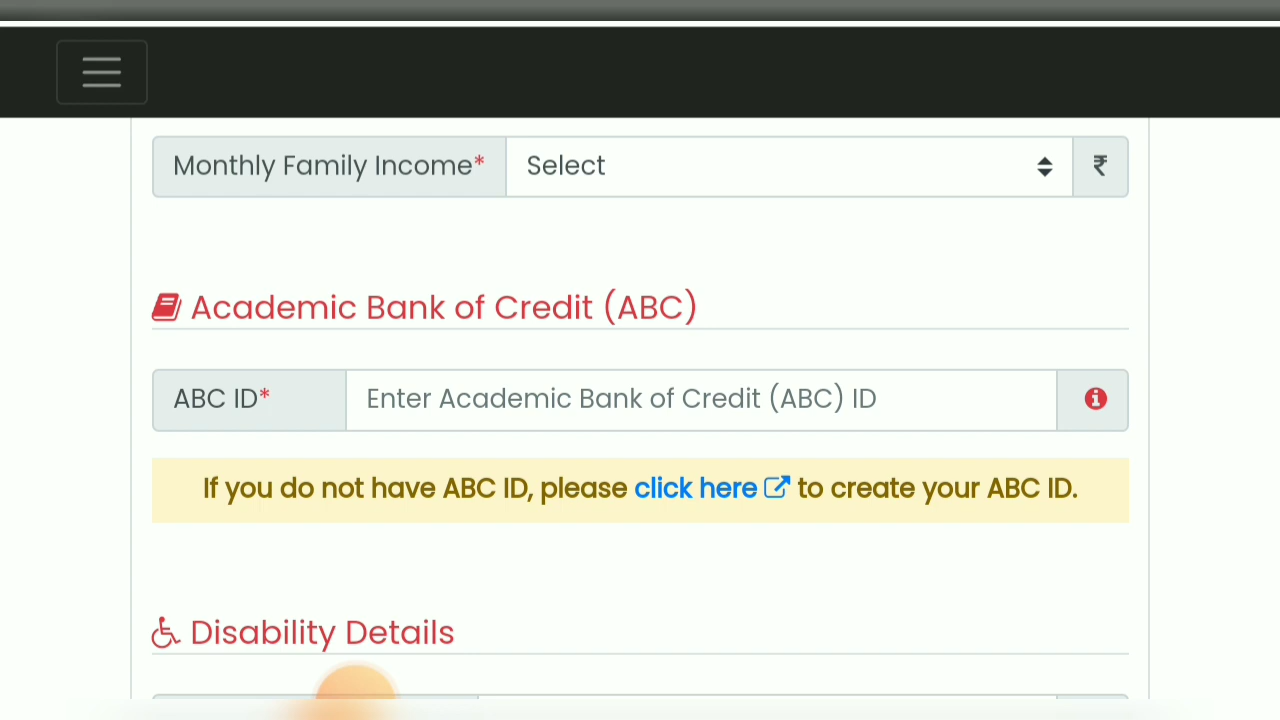 Monthly Family Income* Select ₹
Academic Bank of Credit (ABC)
ABC ID* Enter Academic Bank of Credit (ABC) ID
If you do not have ABC ID, please click here to create your ABC ID.
Disability Details